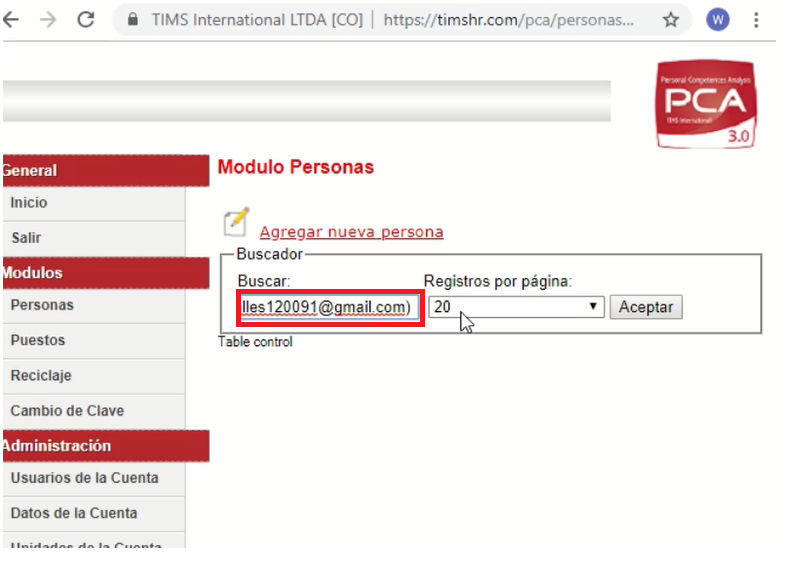 TIMS International LTDA [CO] | https://timshr.com/pca/personas...
W
Personal Competences Analysis
PCA
TIMS International
3.0
General
Inicio
Salir
Modulos
Personas
Puestos
Reciclaje
Cambio de Clave
Administración
Usuarios de la Cuenta
Datos de la Cuenta
Unidades de la Cuenta
Modulo Personas
Agregar nueva persona
Buscador
Buscar:
Registros por página:
lles120091@gmail.com)
20
Aceptar
Table control